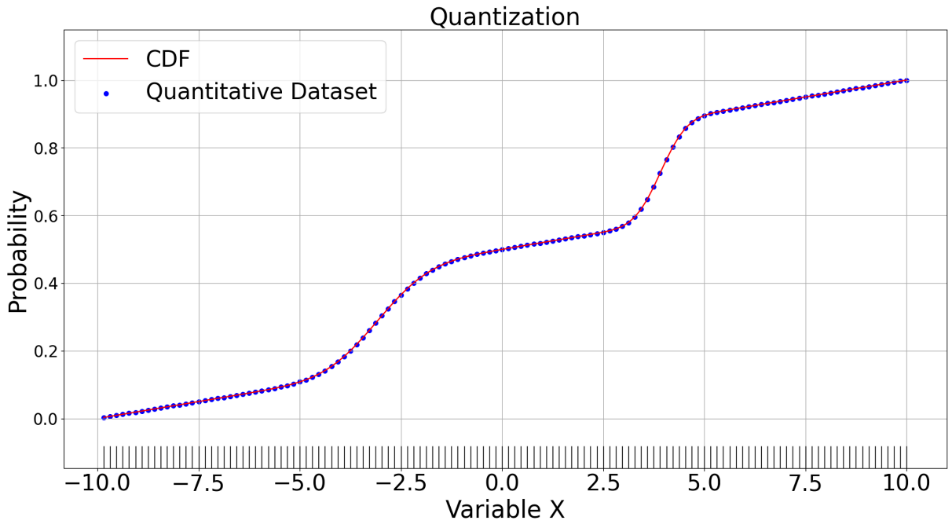 Quantization
CDF
Quantitative Dataset
1.0
0.8
0.6
0.4
0.2
0.0
Probability
−10.0 −7.5 −5.0 −2.5 0.0 2.5 5.0 7.5 10.0
Variable X